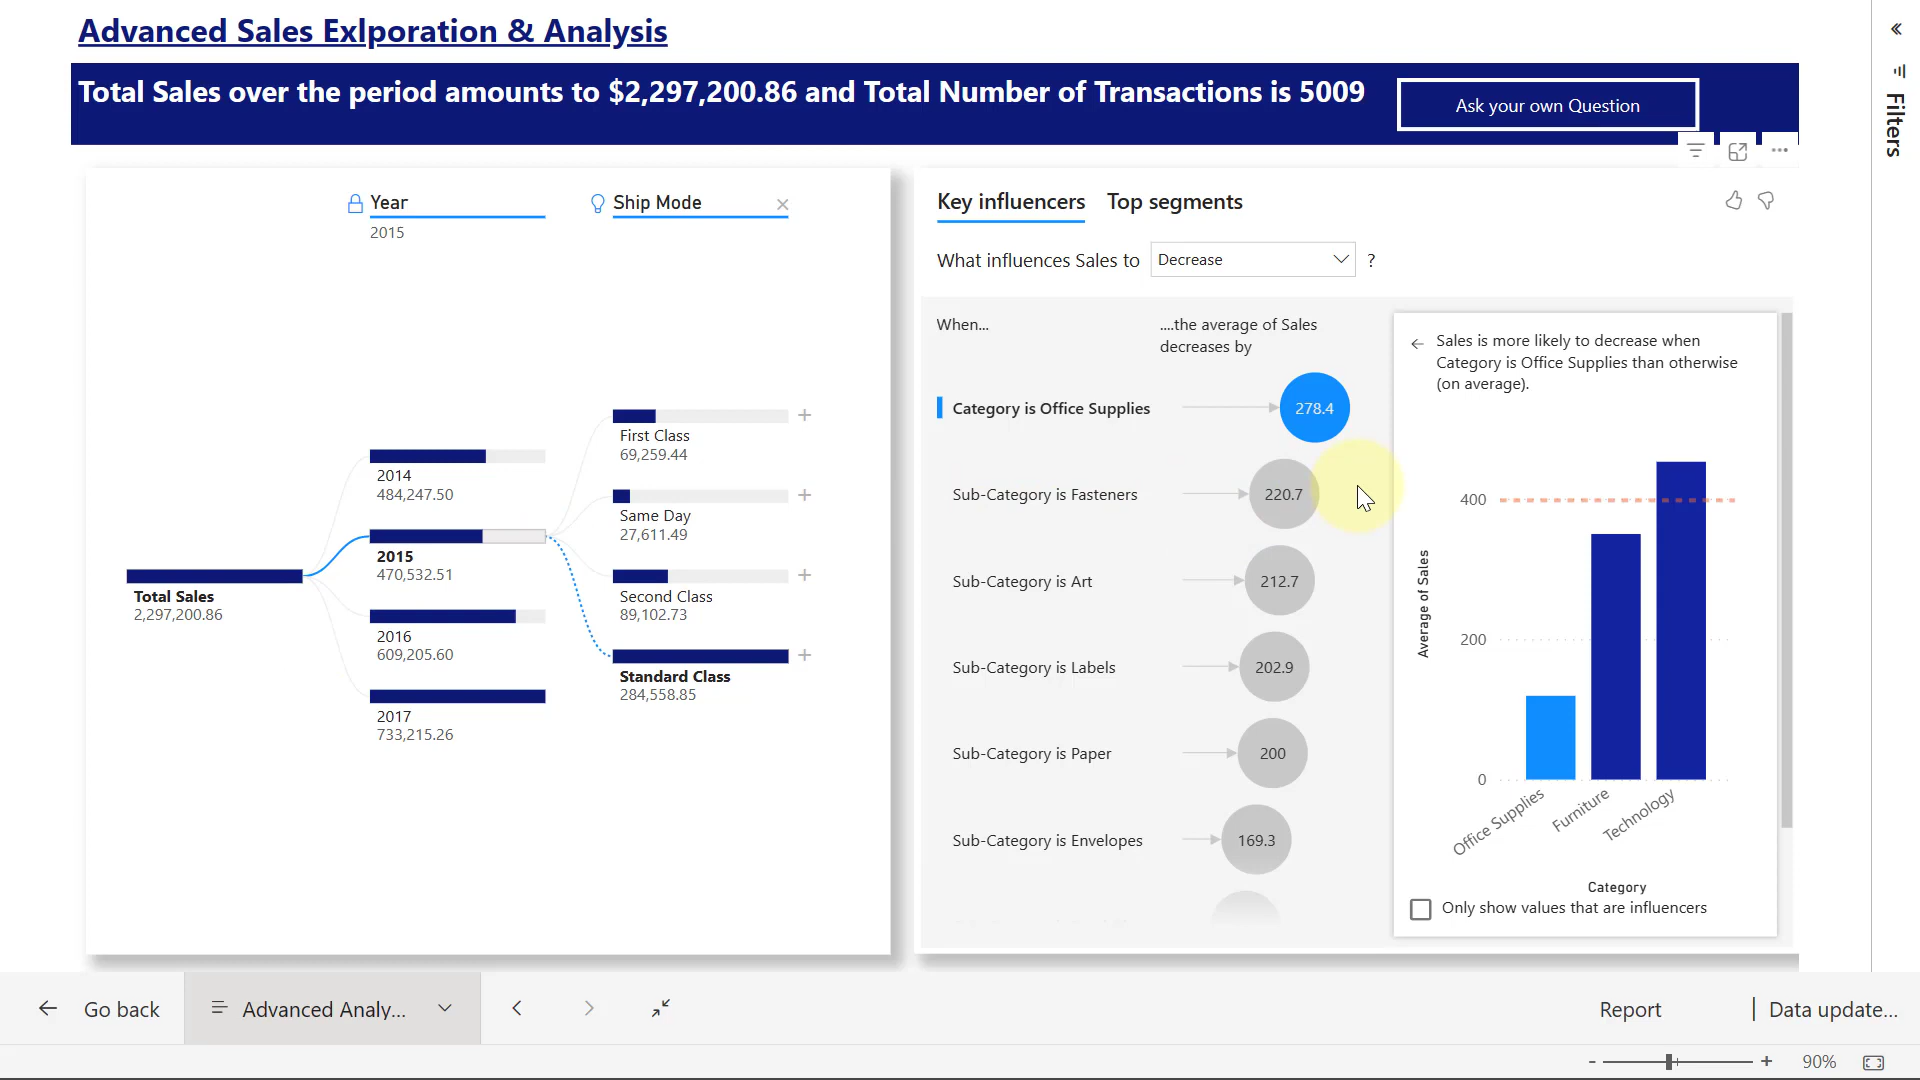 Advanced Sales Exlporation & Analysis
Total Sales over the period amounts to $2,297,200.86 and Total Number of Transactions is 5009
Ask your own Question
Filters
Year
2015
Ship Mode
Total Sales
2,297,200.86
2014
484,247.50
2015
470,532.51
2016
609,205.60
2017
733,215.26
First Class
69,259.44
Same Day
27,611.49
Second Class
89,102.73
Standard Class
284,558.85
Key influencers
Top segments
What influences Sales to
Decrease
?
When...
....the average of Sales
decreases by
Category is Office Supplies
278.4
Sub-Category is Fasteners
220.7
Sub-Category is Art
212.7
Sub-Category is Labels
202.9
Sub-Category is Paper
200
Sub-Category is Envelopes
169.3
Sales is more likely to decrease when
Category is Office Supplies than otherwise
(on average).
Average of Sales
400
200
0
Office Supplies
Furniture
Technology
Category
Only show values that are influencers
Go back
Advanced Analy...
Report
Data update...
90%